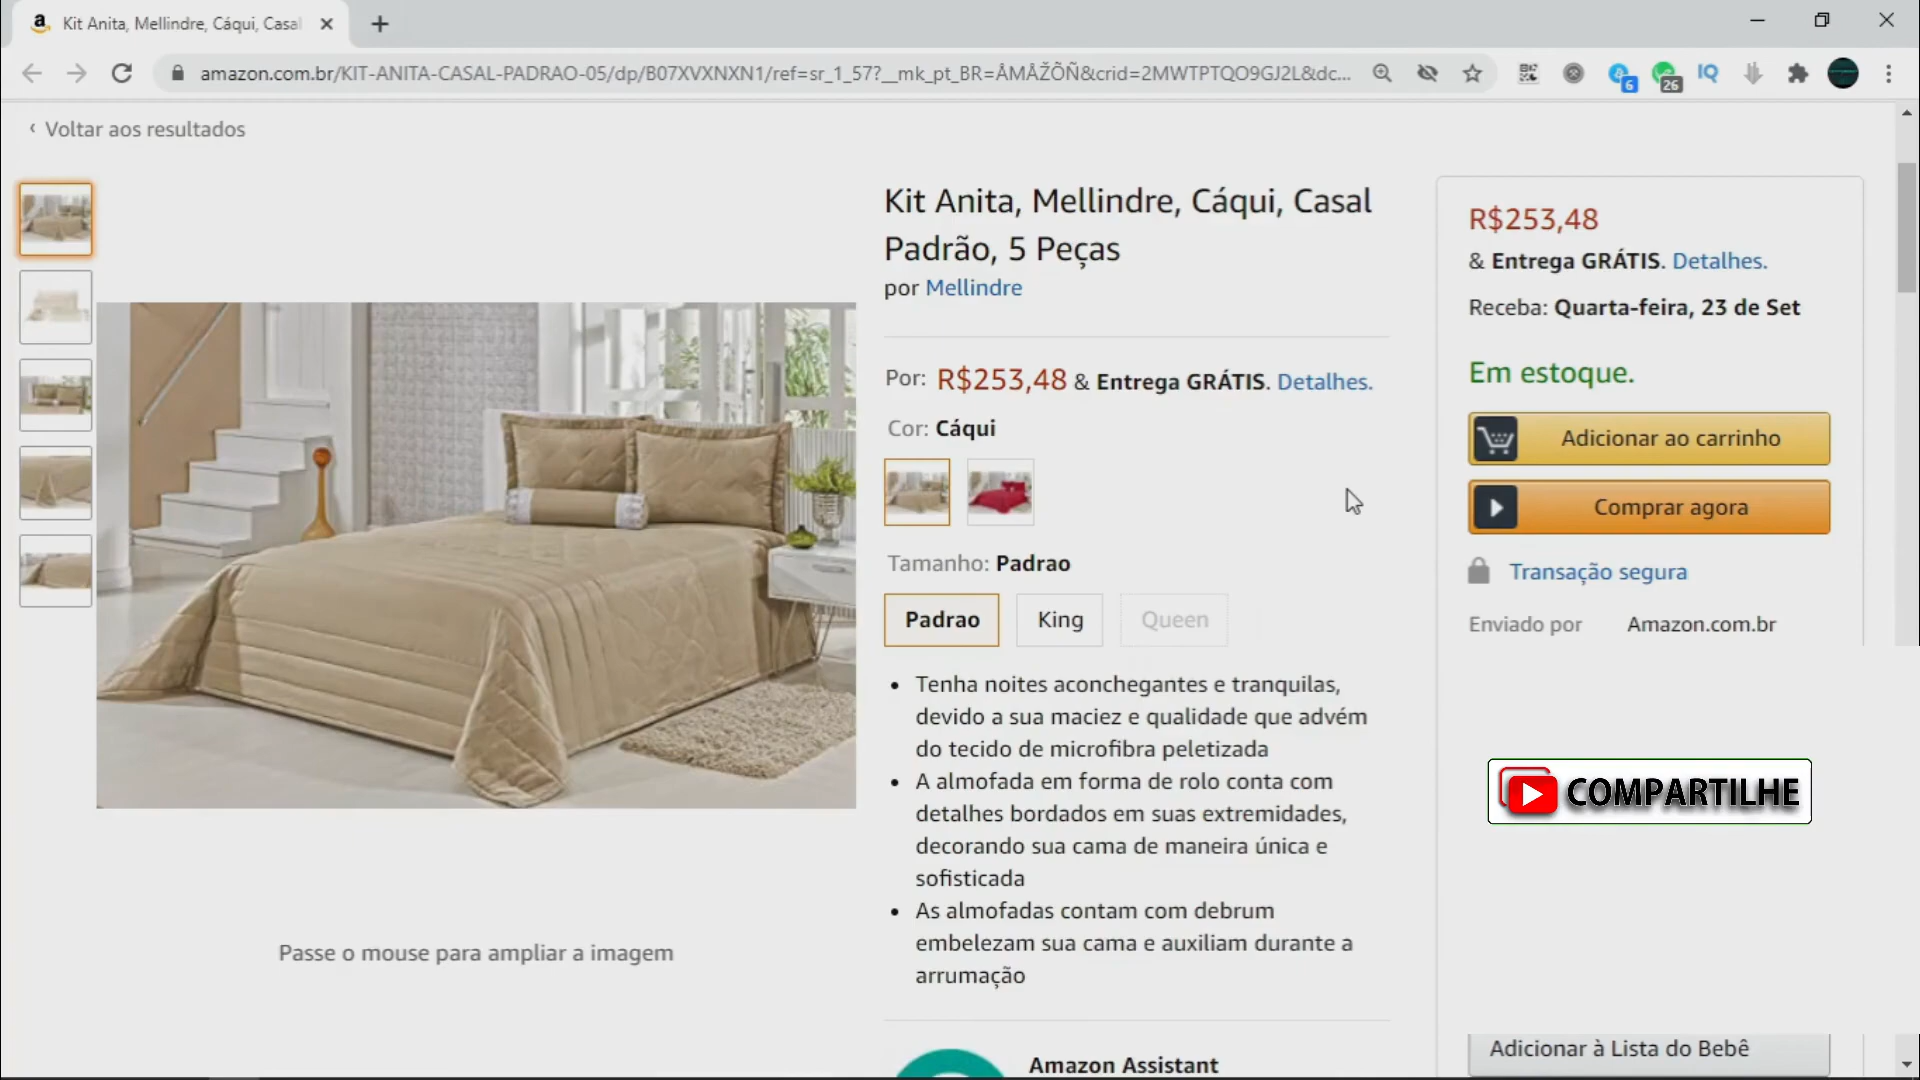 Kit Anita, Mellindre, Cáqui, Casal
amazon.com.br/KIT-ANITA-CASAL-PADRAO-05/dp/B07XVXNXN1/ref=sr_1_57?__mk_pt_BR=ÅMÅŽÕÑ&crid=2MWTPTQO9GJ2L&dc...
6
26
IQ
‹ Voltar aos resultados
Kit Anita, Mellindre, Cáqui, Casal
Padrão, 5 Peças
por Mellindre
Por: R$253,48 & Entrega GRÁTIS. Detalhes.
Cor: Cáqui
Tamanho: Padrao
Padrao
King
Queen
• Tenha noites aconchegantes e tranquilas,
devido a sua maciez e qualidade que advém
do tecido de microfibra peletizada
• A almofada em forma de rolo conta com
detalhes bordados em suas extremidades,
decorando sua cama de maneira única e
sofisticada
• As almofadas contam com debrum
embelezam sua cama e auxiliam durante a
arrumação
Amazon Assistant
Passe o mouse para ampliar a imagem
R$253,48
& Entrega GRÁTIS. Detalhes.
Receba: Quarta-feira, 23 de Set
Em estoque.
Adicionar ao carrinho
Comprar agora
Transação segura
Enviado por Amazon.com.br
COMPARTILHE
Adicionar à Lista do Bebê